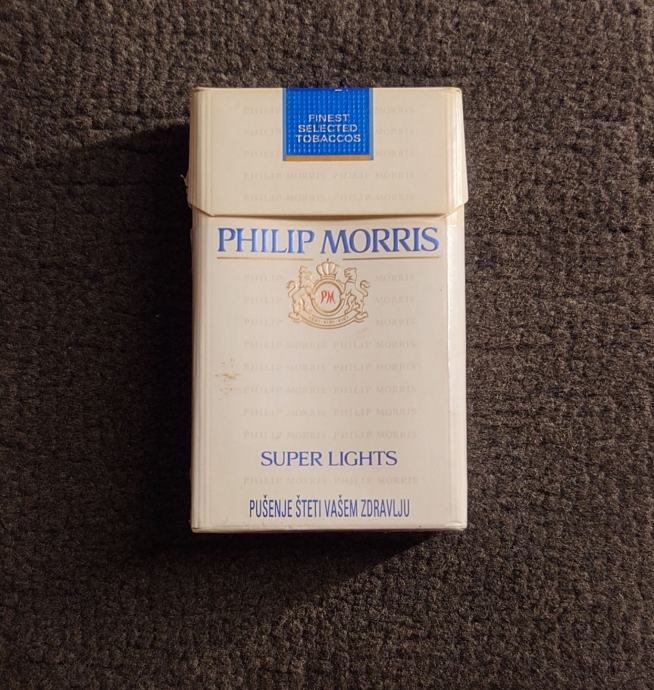 FINEST
SELECTED
TOBACCOS
PHILIP MORRIS
PM
SUPER LIGHTS
PUŠENJE ŠTETI VAŠEM ZDRAVLJU